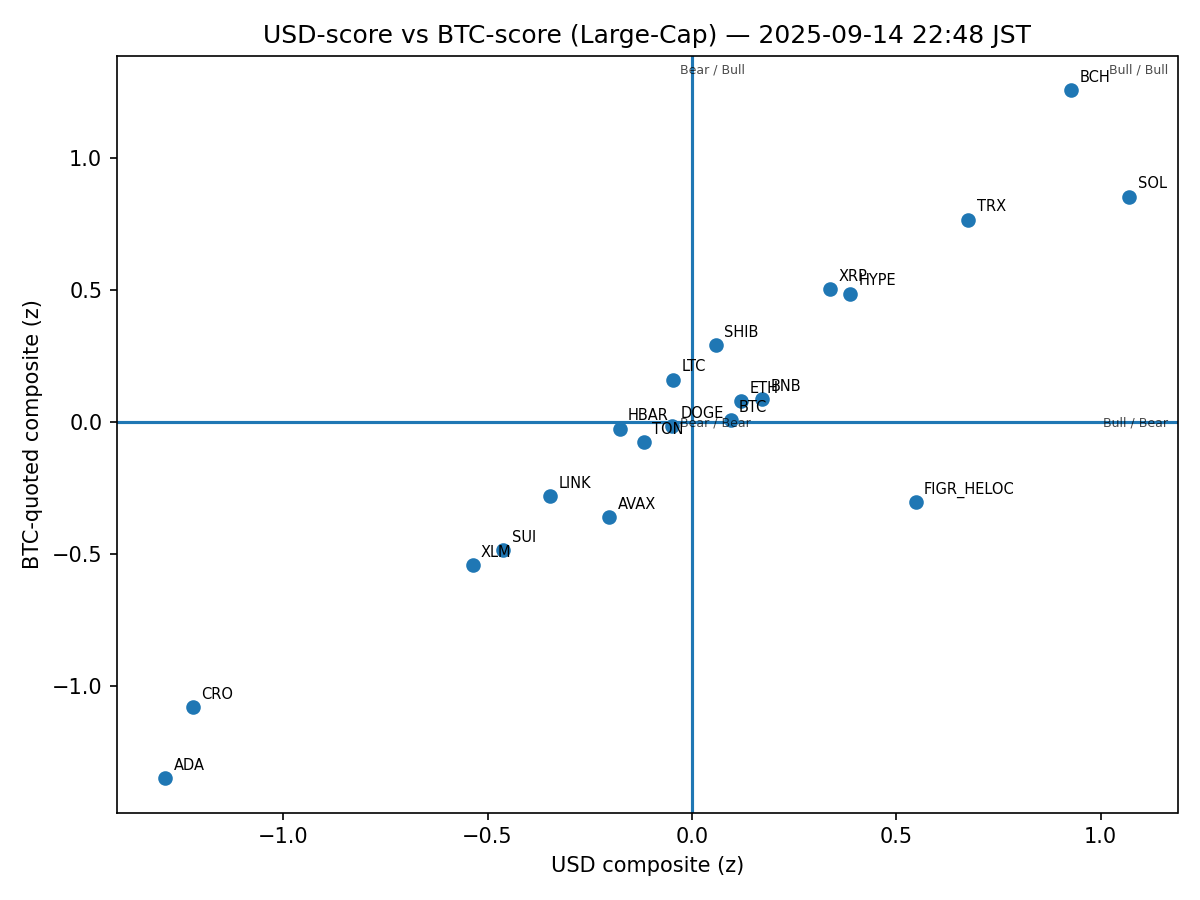 USD-score vs BTC-score (Large-Cap) — 2025-09-14 22:48 JST
Bear / Bull
Bull / Bull
BCH
SOL
TRX
XRP
HYPE
SHIB
LTC
ETH
BNB
BTC
DOGE
HBAR
TON
Bear / Bear
Bull / Bear
LINK
AVAX
FIGR_HELOC
SUI
XLM
CRO
ADA
1.0
0.5
0.0
−0.5
−1.0
BTC-quoted composite (z)
−1.0
−0.5
0.0
0.5
1.0
USD composite (z)